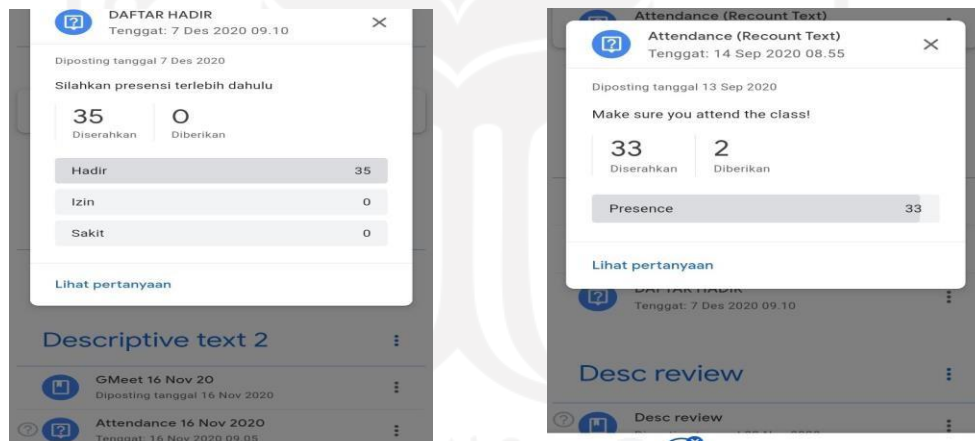 DAFTAR HADIR
Tenggat: 7 Des 2020 09.10
Diposting tanggal 7 Des 2020
Silahkan presensi terlebih dahulu
35 0
Diserahkan Diberikan
Hadir 35
Izin 0
Sakit 0
Lihat pertanyaan
Descriptive text 2
GMeet 16 Nov 20
Diposting tanggal 16 Nov 2020
Attendance 16 Nov 2020
Tenggat: 16 Nov 2020 09.05
Attendance (Recount Text)
Attendance (Recount Text)
Tenggat: 14 Sep 2020 08.55
Diposting tanggal 13 Sep 2020
Make sure you attend the class!
33 2
Diserahkan Diberikan
Presence 33
Lihat pertanyaan
DAFTAR HADIR
Tenggat: 7 Des 2020 09.10
Desc review
Desc review